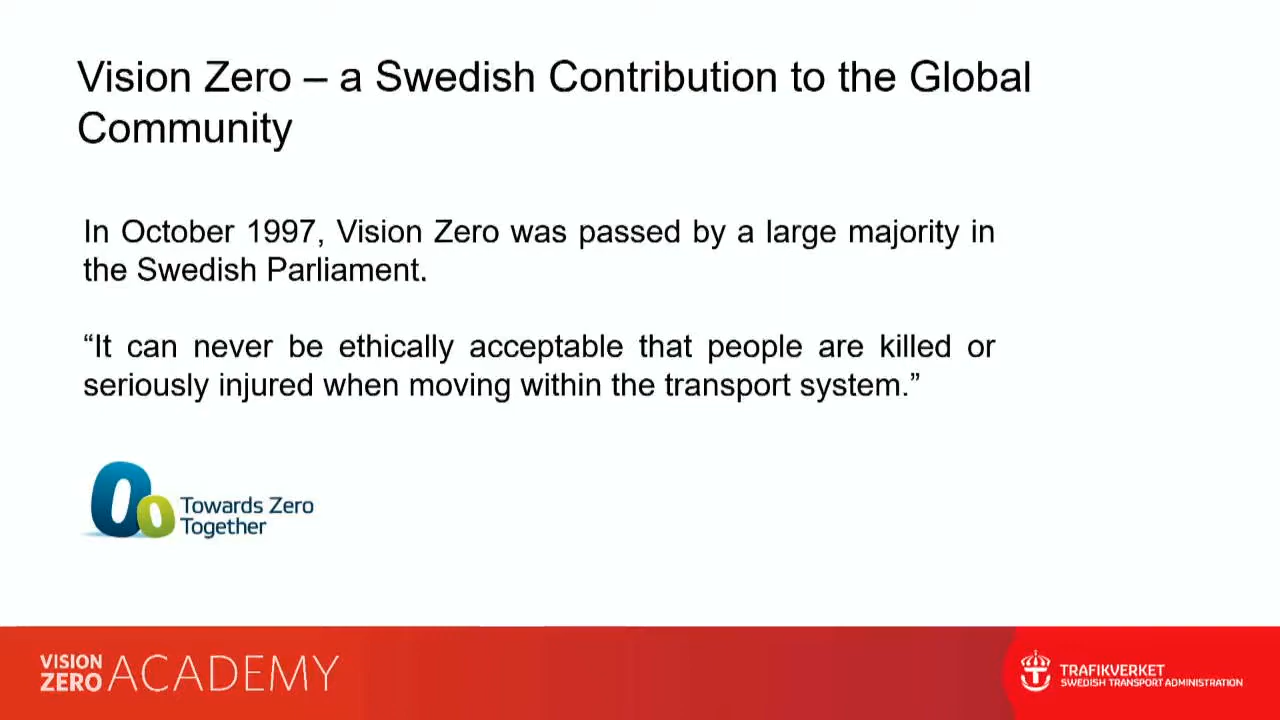 Vision Zero – a Swedish Contribution to the Global
Community
In October 1997, Vision Zero was passed by a large majority in
the Swedish Parliament.
“It can never be ethically acceptable that people are killed or
seriously injured when moving within the transport system.”
Towards Zero
Together
VISION
ZERO ACADEMY
TRAFIKVERKET
SWEDISH TRANSPORT ADMINISTRATION